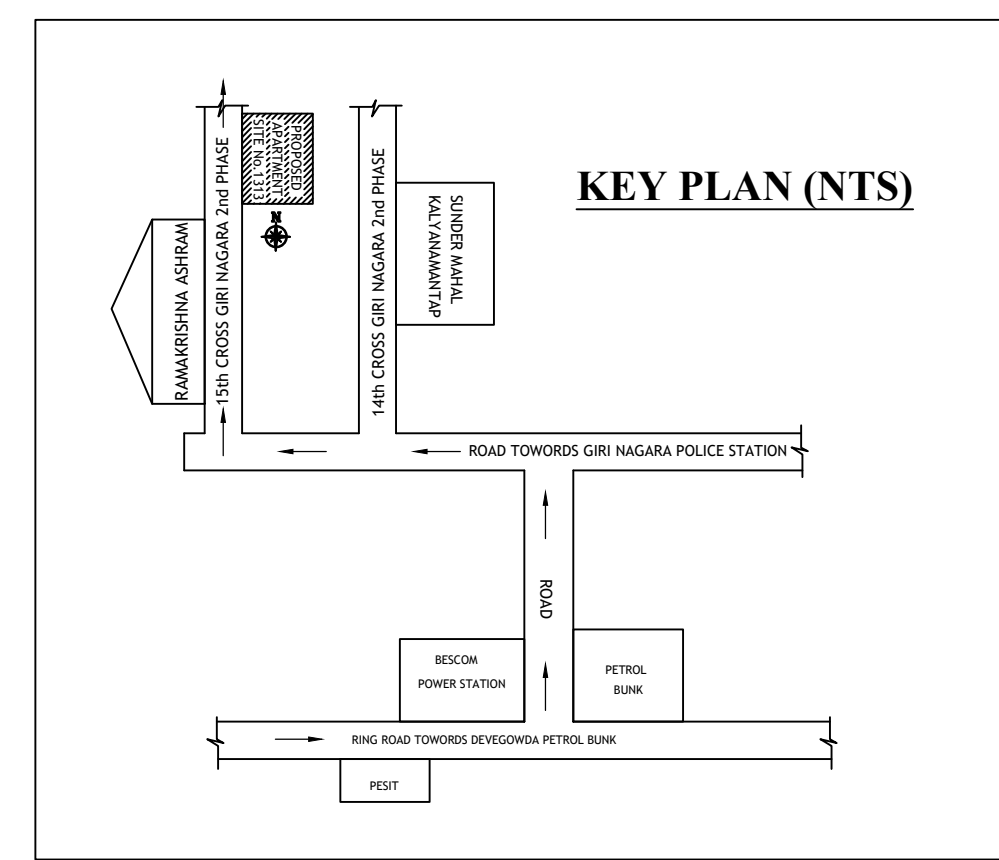 KEY PLAN (NTS)
PROPOSED
APARTMENT
SITE No.1313
N
15th CROSS GIRI NAGARA 2nd PHASE
14th CROSS GIRI NAGARA 2nd PHASE
RAMAKRISHNA ASHRAM
SUNDER MAHAL
KALYANAMANTAP
ROAD TOWORDS GIRI NAGARA POLICE STATION
ROAD
BESCOM
POWER STATION
PETROL
BUNK
RING ROAD TOWARDS DEVEGOWDA PETROL BUNK
PESIT